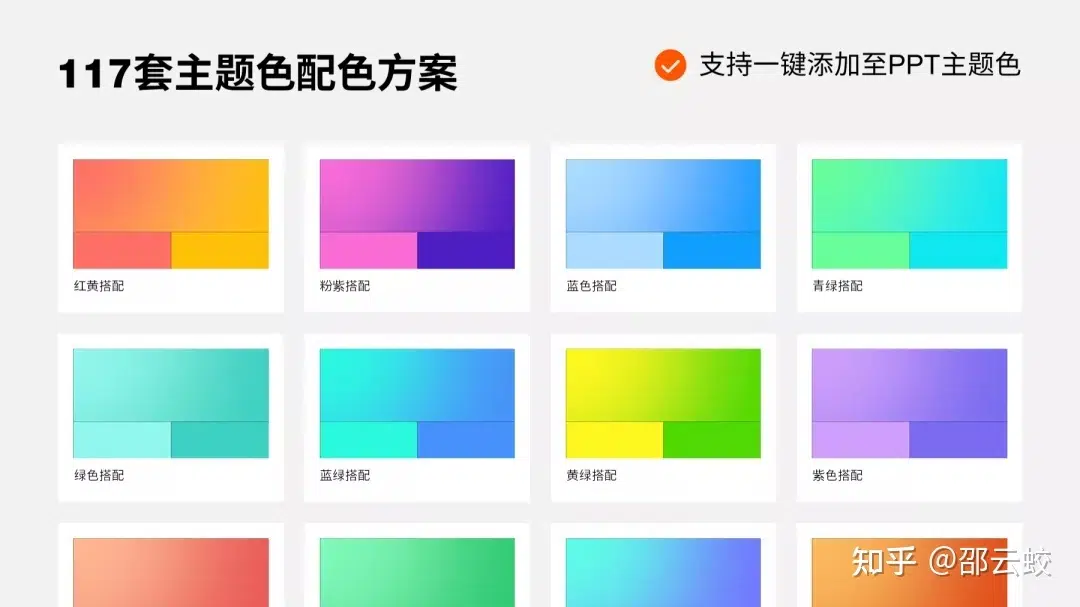 117套主题色配色方案
支持一键添加至PPT主题色
红黄搭配
粉紫搭配
蓝色搭配
青绿搭配
绿色搭配
蓝绿搭配
黄绿搭配
紫色搭配
知乎 @邵云蛟